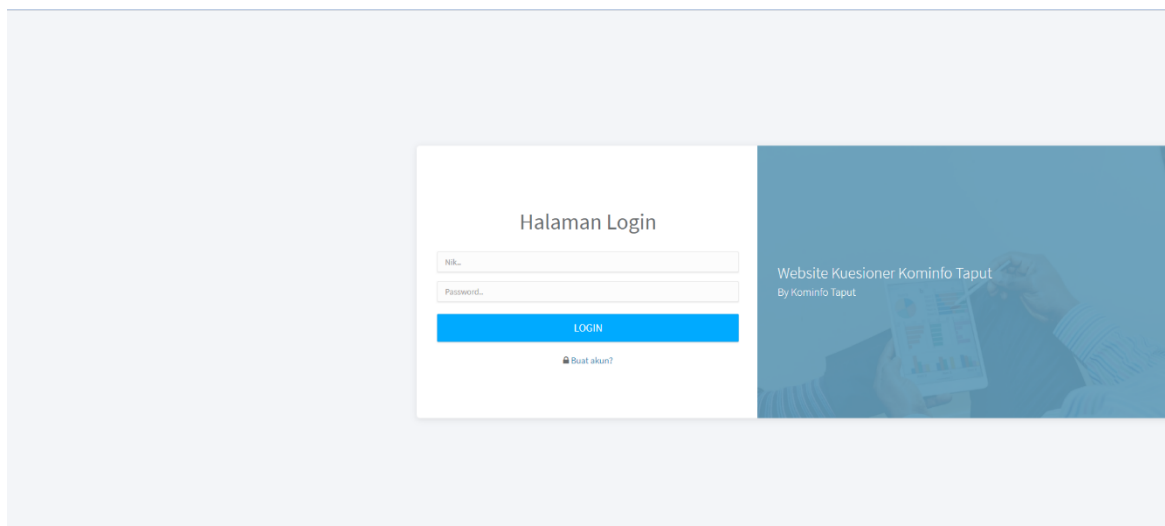 Halaman Login
Nik..
Password..
LOGIN
Buat akun?
Website Kuesioner Kominfo Taput
By Kominfo Taput